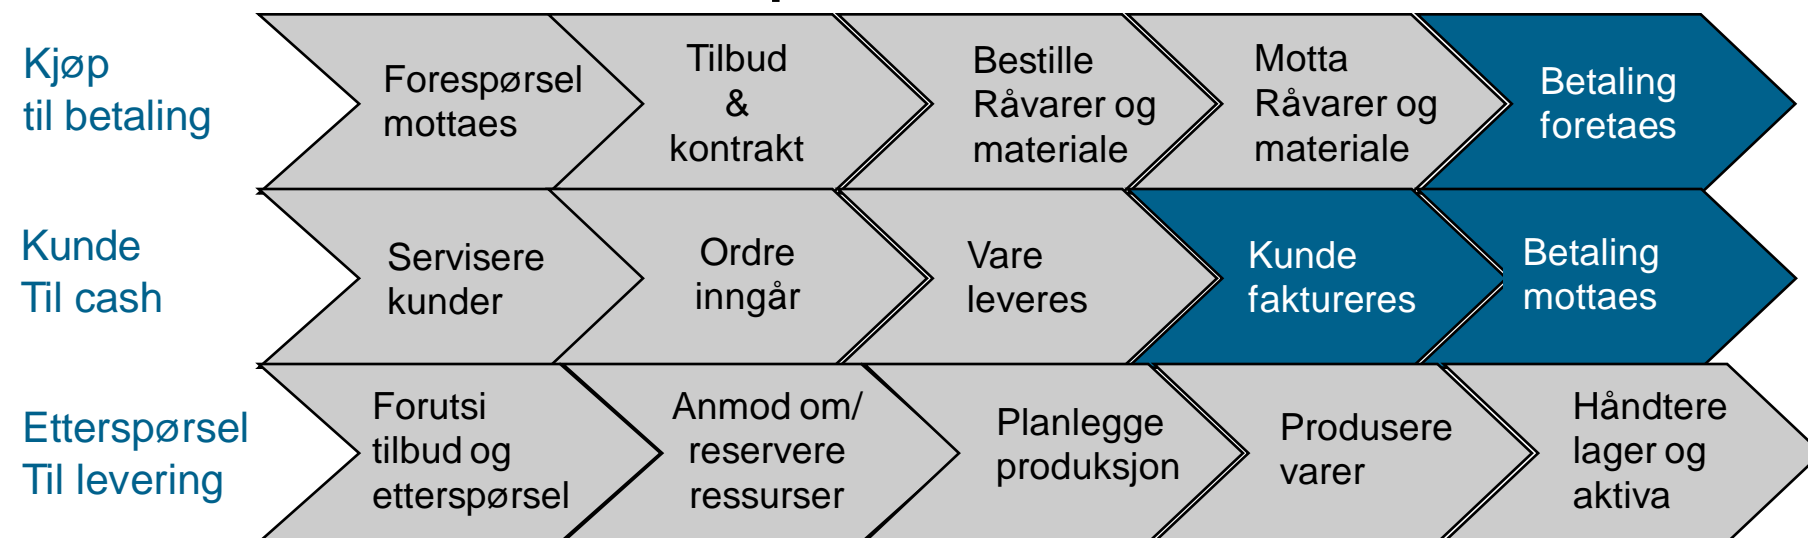 Kjøp
til betaling
Forespørsel
mottaes
Tilbud
&
kontrakt
Bestille
Råvarer og
materiale
Motta
Råvarer og
materiale
Betaling
foretaes
Kunde
Til cash
Servisere
kunder
Ordre
inngår
Vare
leveres
Kunde
faktureres
Betaling
mottaes
Etterspørsel
Til levering
Forutsi
tilbud og
etterspørsel
Anmod om/
reservere
ressurser
Planlegge
produksjon
Produsere
varer
Håndtere
lager og
aktiva